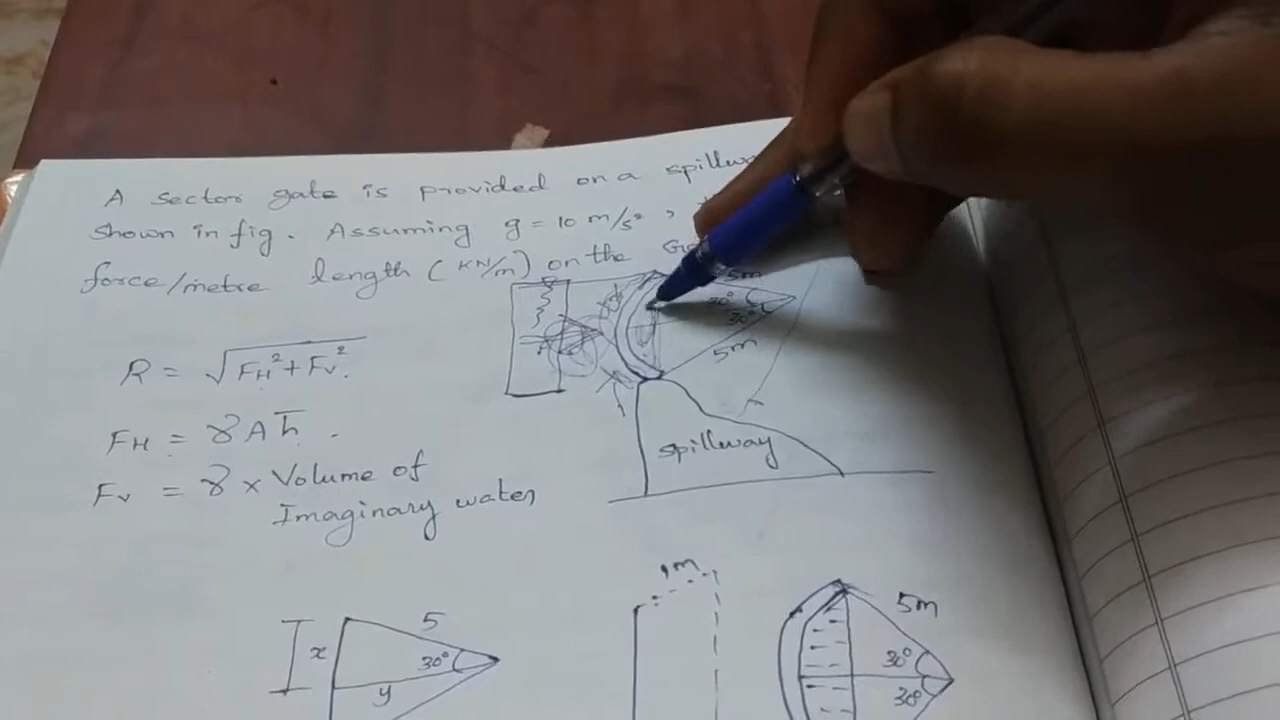 A sector gate is provided on a
shown in fig. Assuming g = 10 m/s²,
force/metre length (KN/m) on the
5m
30°
30°
5m
R = √FH² + Fv².
FH = γAh̄.
Fv = γ × Volume of
Imaginary water,
spillway
1m
x
5
30°
y
5m
30°
30°